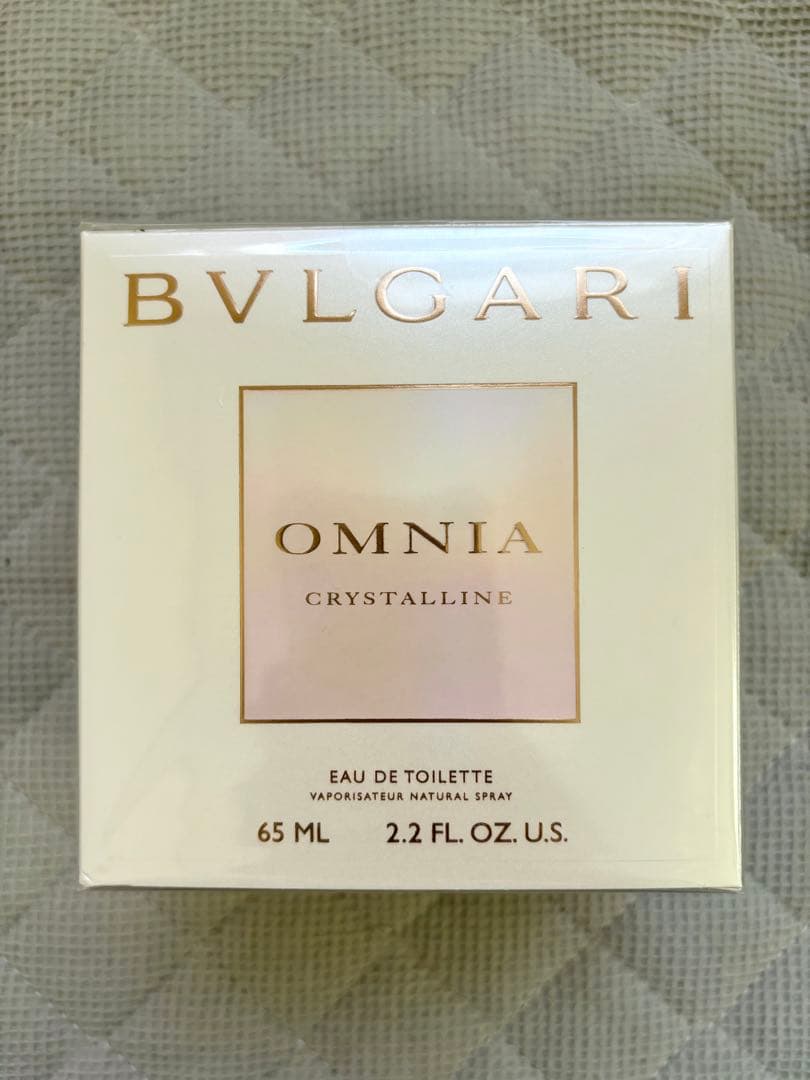 BVLGARI
OMNIA
CRYSTALLINE
EAU DE TOILETTE
VAPORISATEUR NATURAL SPRAY
65 ML 2.2 FL. OZ. U.S.